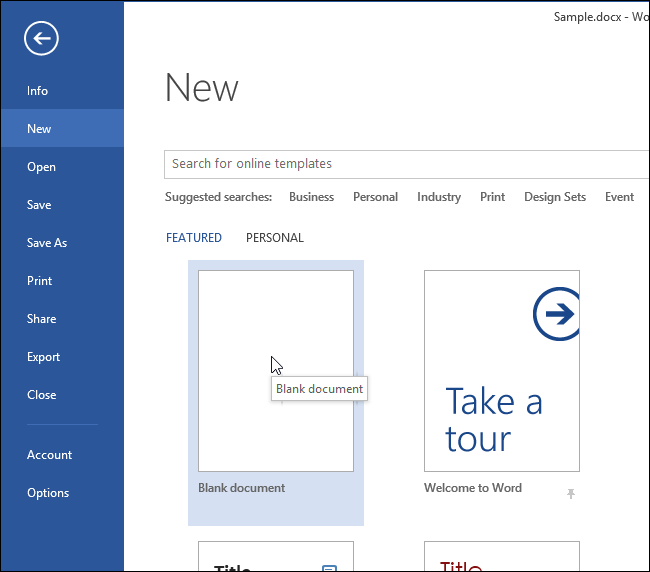 Sample.docx - Wo
Info
New
Open
Save
Save As
Print
Share
Export
Close
Account
Options
New
Search for online templates
Suggested searches: Business Personal Industry Print Design Sets Event
FEATURED PERSONAL
Blank document
Take a
tour
Blank document
Welcome to Word
Title
Title